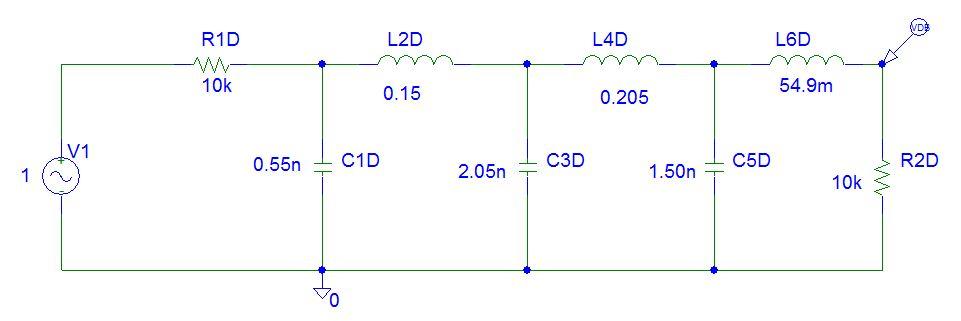 VDB
R1D
L2D
L4D
L6D
10k
0.15
0.205
54.9m
V1
1
0.55n
C1D
2.05n
C3D
1.50n
C5D
R2D
10k
0